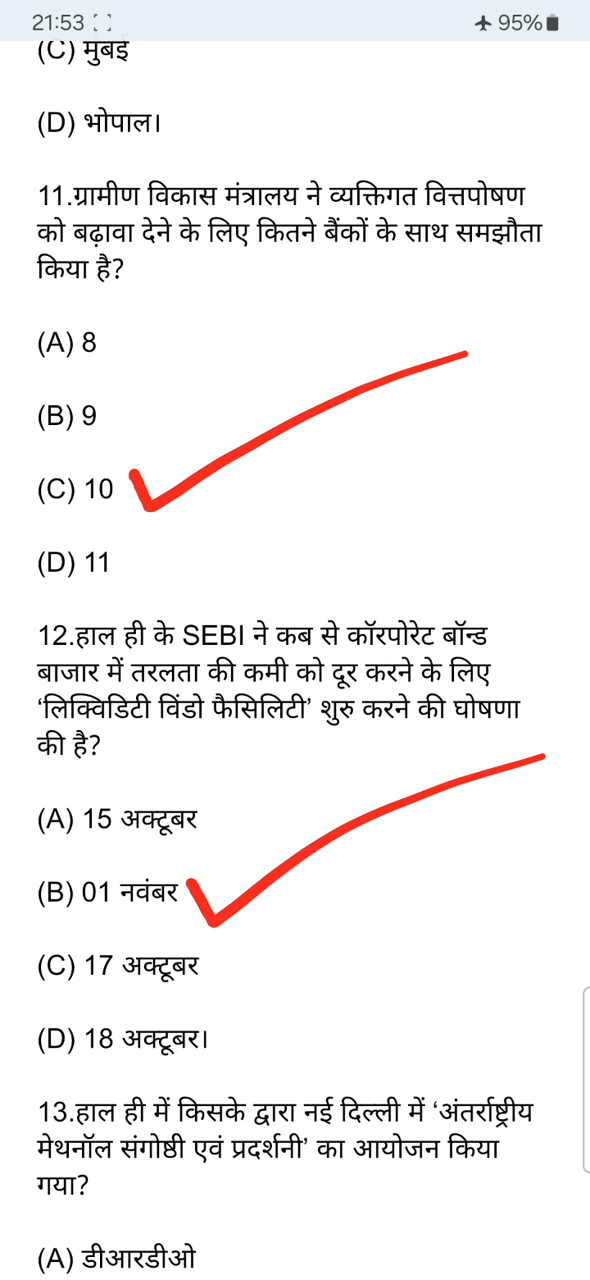 21:53
95%
(C) मुंबई
(D) भोपाल।
11.ग्रामीण विकास मंत्रालय ने व्यक्तिगत वित्तपोषण
को बढ़ावा देने के लिए कितने बैंकों के साथ समझौता
किया है?
(A) 8
(B) 9
(C) 10
(D) 11
12.हाल ही के SEBI ने कब से कॉरपोरेट बॉन्ड
बाजार में तरलता की कमी को दूर करने के लिए
‘लिक्विडिटी विंडो फैसिलिटी’ शुरु करने की घोषणा
की है?
(A) 15 अक्टूबर
(B) 01 नवंबर
(C) 17 अक्टूबर
(D) 18 अक्टूबर।
13.हाल ही में किसके द्वारा नई दिल्ली में ‘अंतर्राष्ट्रीय
मेथनॉल संगोष्ठी एवं प्रदर्शनी’ का आयोजन किया
गया?
(A) डीआरडीओ